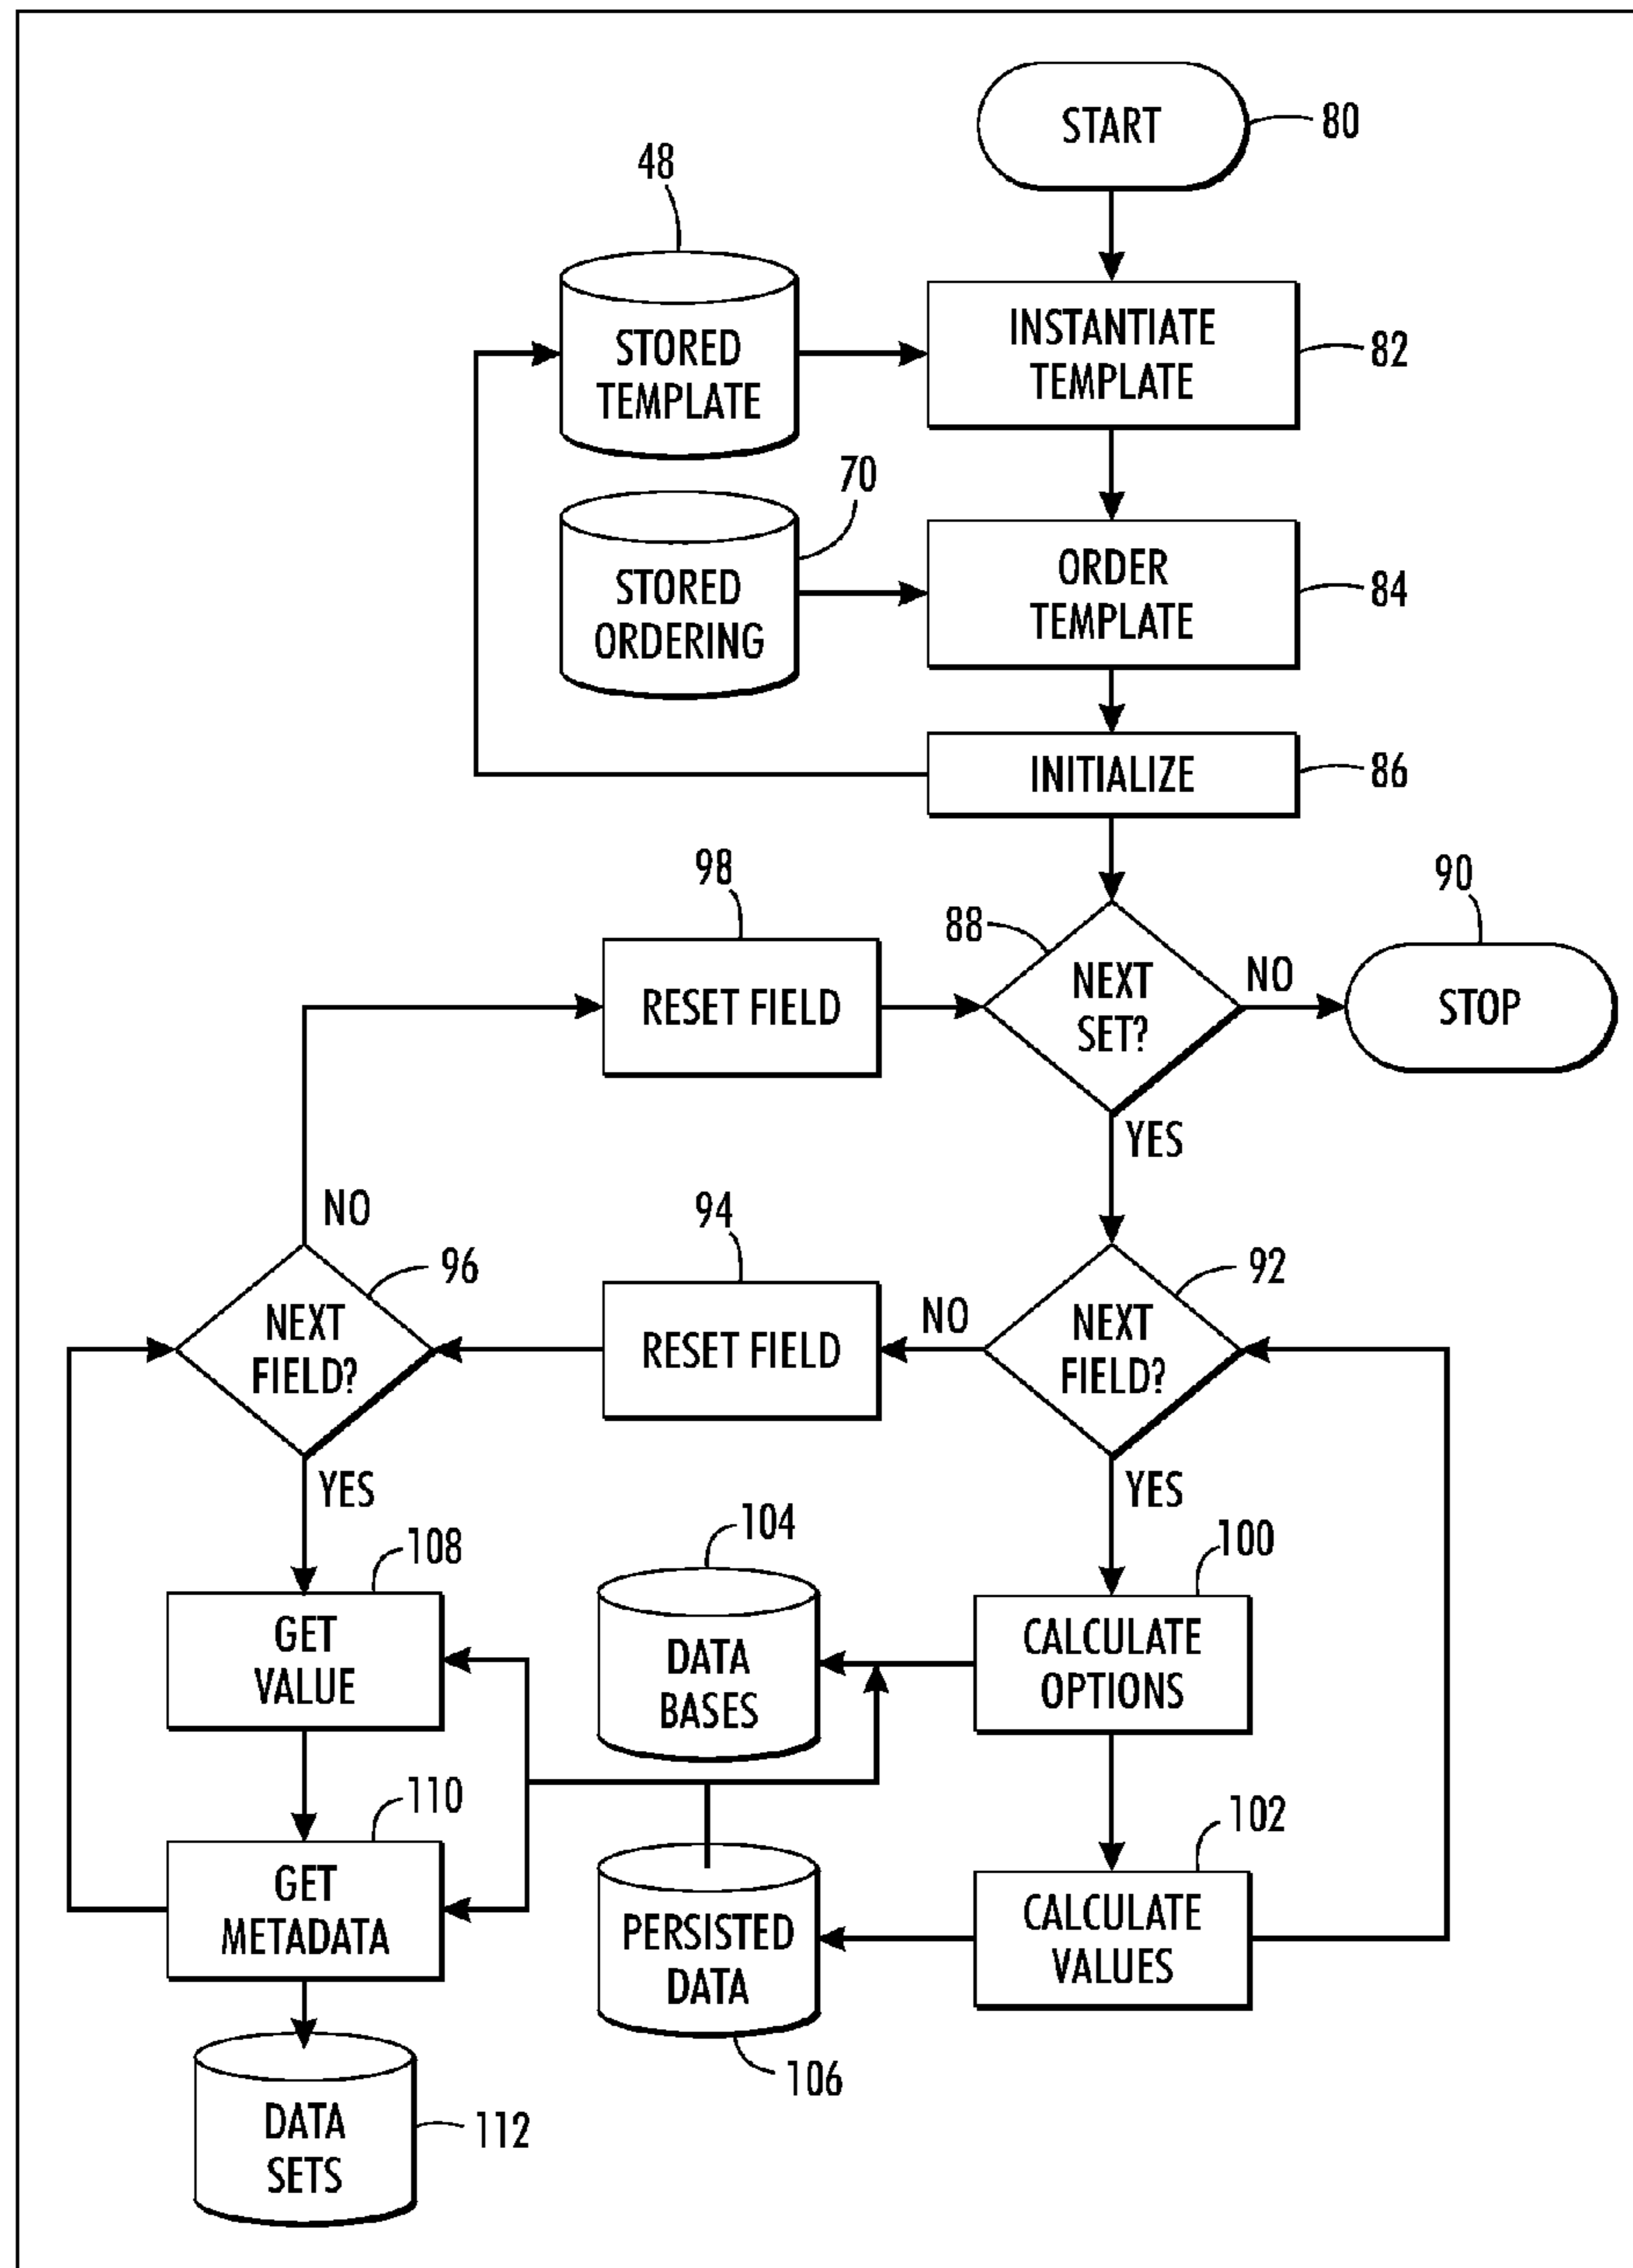 START
80
48
STORED
TEMPLATE
INSTANTIATE
TEMPLATE
82
70
STORED
ORDERING
ORDER
TEMPLATE
84
INITIALIZE
86
98
88
90
RESET FIELD
NEXT
SET?
NO
STOP
YES
NO
94
96
92
NEXT
FIELD?
RESET FIELD
NO
NEXT
FIELD?
YES
YES
108
104
100
GET
VALUE
DATA
BASES
CALCULATE
OPTIONS
110
102
GET
METADATA
PERSISTED
DATA
CALCULATE
VALUES
106
DATA
SETS
112